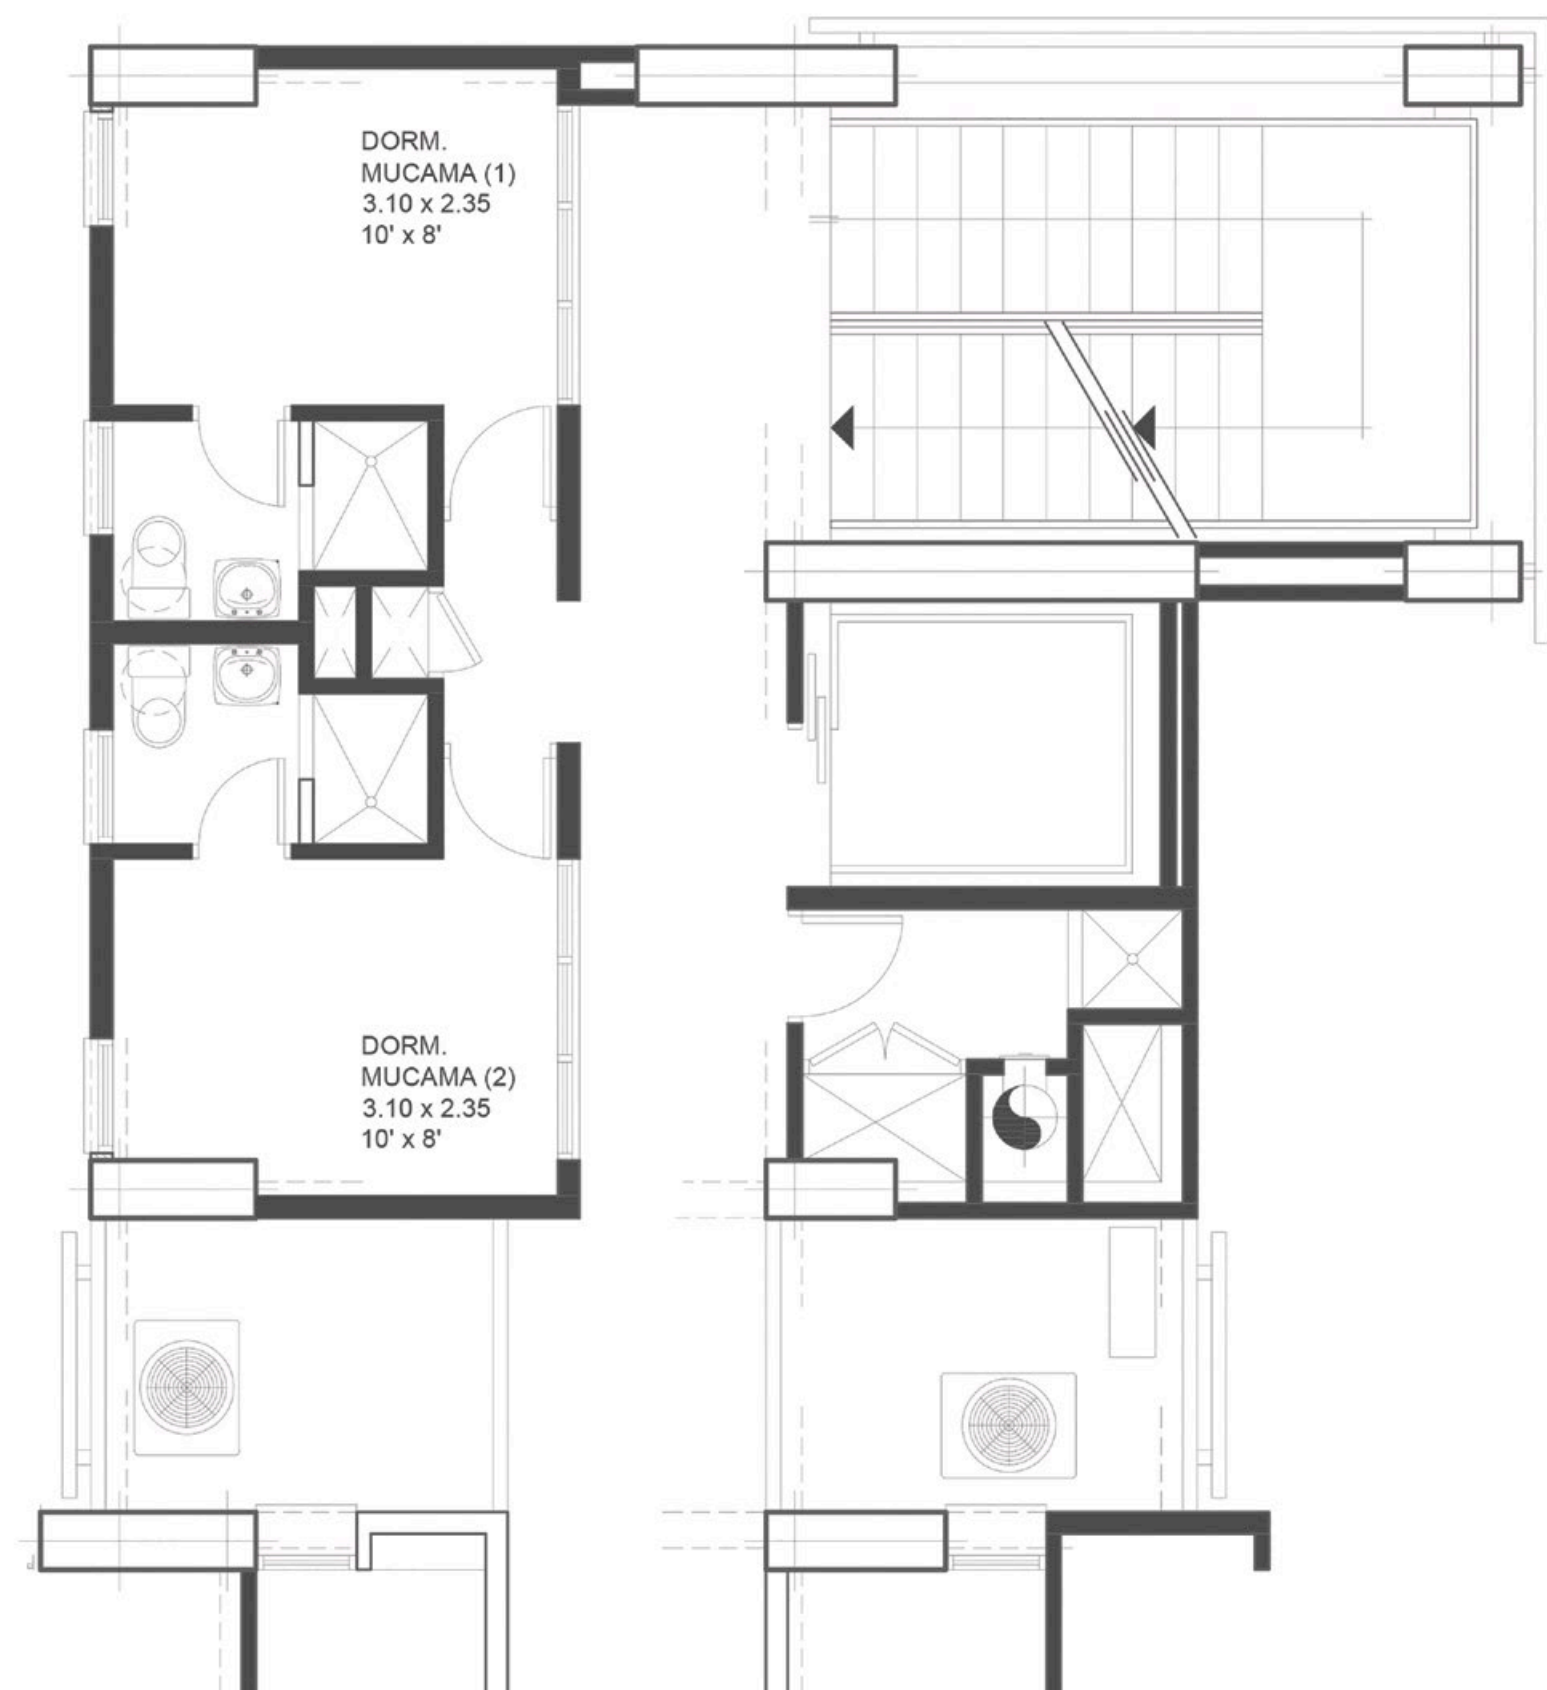 DORM.
MUCAMA (1)
3.10 x 2.35
10' x 8'
DORM.
MUCAMA (2)
3.10 x 2.35
10' x 8'